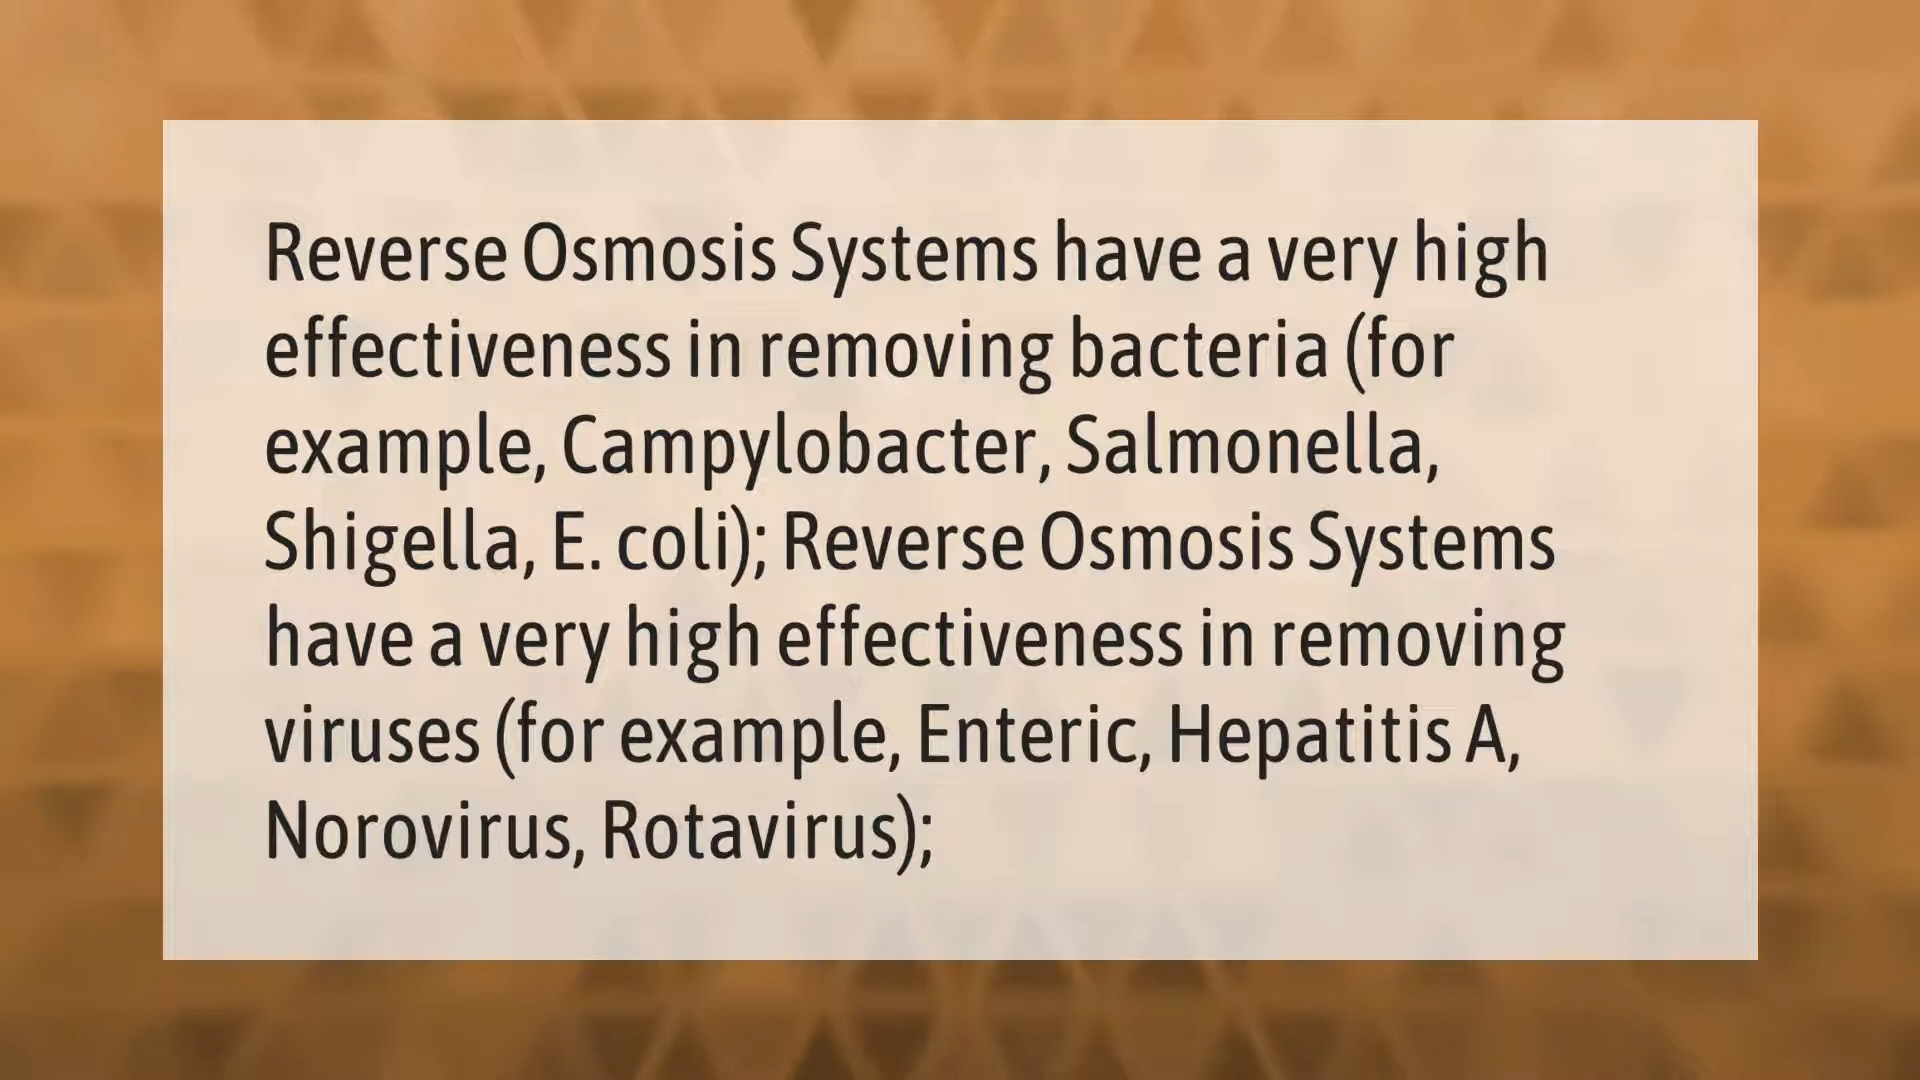 Reverse Osmosis Systems have a very high
effectiveness in removing bacteria (for
example, Campylobacter, Salmonella,
Shigella, E. coli); Reverse Osmosis Systems
have a very high effectiveness in removing
viruses (for example, Enteric, Hepatitis A,
Norovirus, Rotavirus);